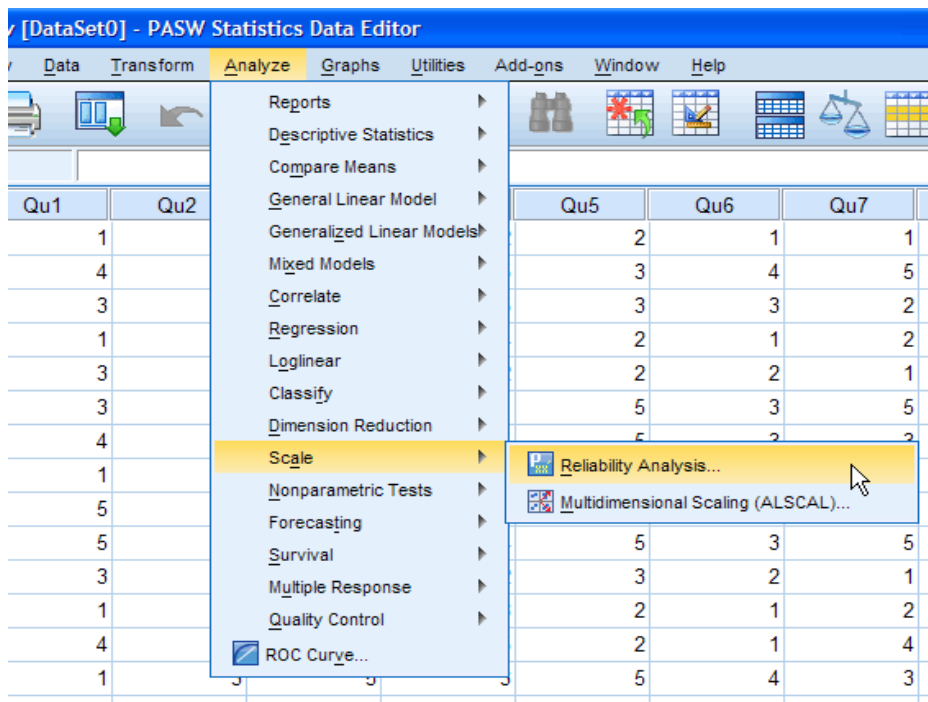 [DataSet0] - PASW Statistics Data Editor
Data Transform Analyze Graphs Utilities Add-ons Window Help
Reports
Descriptive Statistics
Compare Means
General Linear Model
Generalized Linear Models
Mixed Models
Correlate
Regression
Loglinear
Classify
Dimension Reduction
Scale
Nonparametric Tests
Forecasting
Survival
Multiple Response
Quality Control
ROC Curve...
Reliability Analysis...
Multidimensional Scaling (ALSCAL)...
Qu1 Qu2 Qu5 Qu6 Qu7
1 2 1 1
4 3 4 5
3 3 3 2
1 2 1 2
3 2 2 1
3 5 3 5
4
1
5
5 5 3 5
3 3 2 1
1 2 1 2
4 2 1 4
1 5 4 3